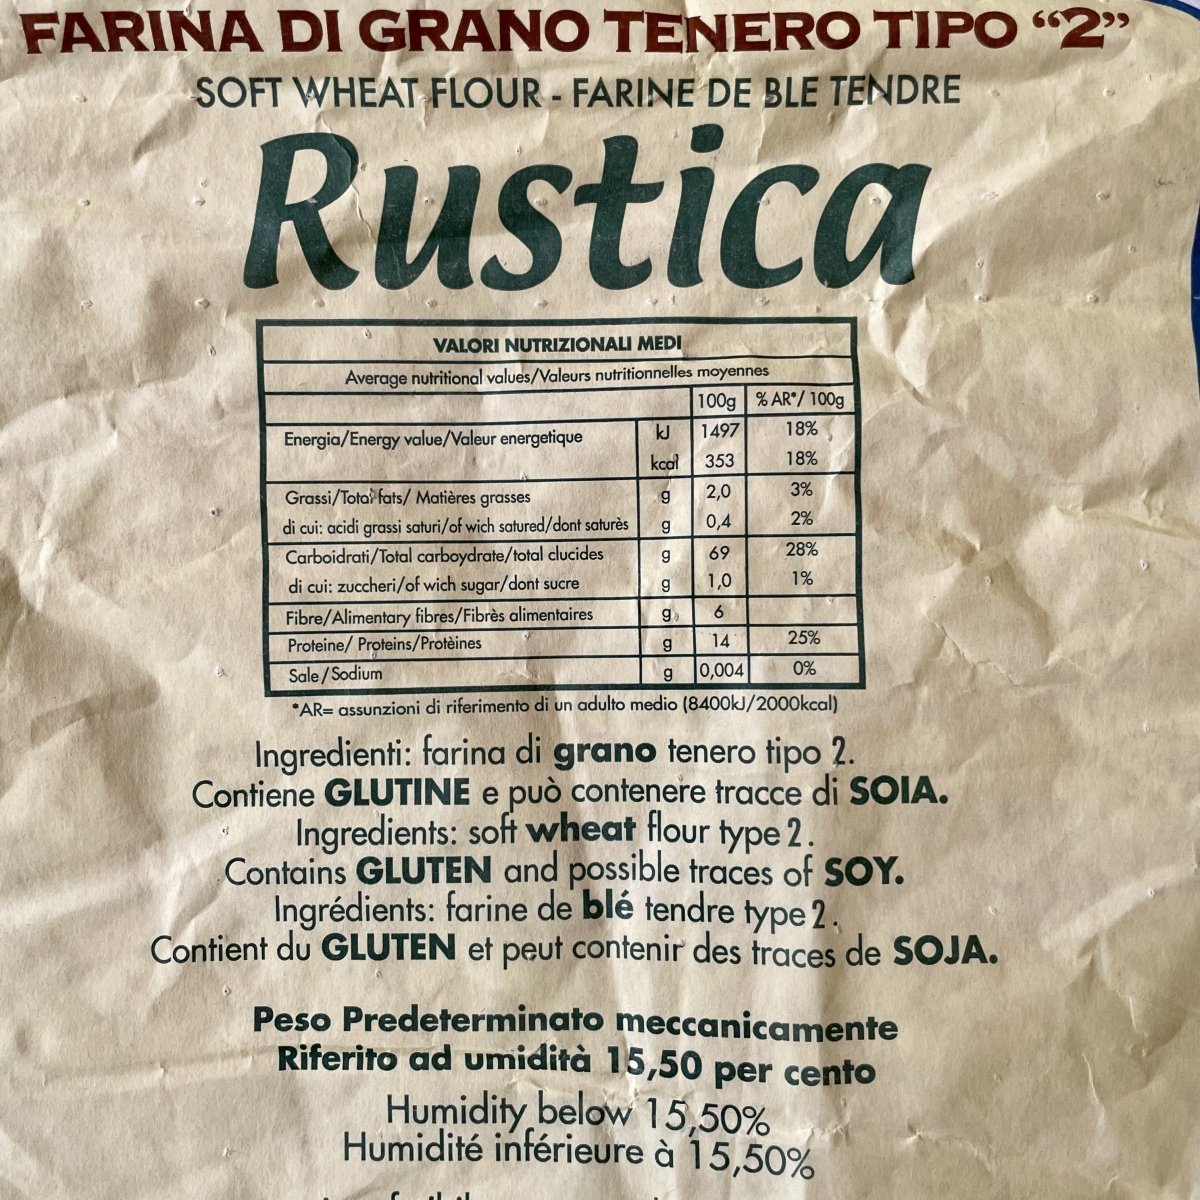 FARINA DI GRANO TENERO TIPO “2”
SOFT WHEAT FLOUR - FARINE DE BLE TENDRE
Rustica
VALORI NUTRIZIONALI MEDI
Average nutritional values/Valeurs nutritionnelles moyennes
100g % AR*/ 100g
Energia/Energy value/Valeur energetique kJ 1497 18%
kcal 353 18%
Grassi/Total fats/ Matières grasses g 2,0 3%
di cui: acidi grassi saturi/of wich satured/dont saturès g 0,4 2%
Carboidrati/Total carboydrate/total clucides g 69 28%
di cui: zuccheri/of wich sugar/dont sucre g 1,0 1%
Fibre/Alimentary fibres/Fibrès alimentaires g 6
Proteine/ Proteins/Protèines g 14 25%
Sale/Sodium g 0,004 0%
*AR= assunzioni di riferimento di un adulto medio (8400kJ/2000kcal)
Ingredienti: farina di grano tenero tipo 2.
Contiene GLUTINE e può contenere tracce di SOIA.
Ingredients: soft wheat flour type 2.
Contains GLUTEN and possible traces of SOY.
Ingrédients: farine de blé tendre type 2.
Contient du GLUTEN et peut contenir des traces de SOJA.
Peso Predeterminato meccanicamente
Riferito ad umidità 15,50 per cento
Humidity below 15,50%
Humidité inférieure à 15,50%